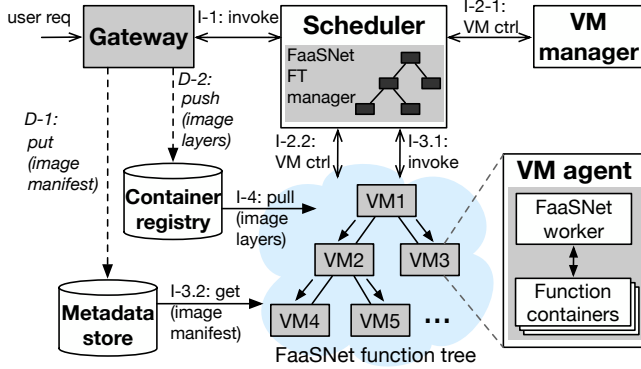 user req
Gateway
I-1: invoke
Scheduler
FaaSNet
FT
manager
I-2-1:
VM ctrl
VM
manager
D-1:
put
(image
manifest)
D-2:
push
(image
layers)
I-2.2:
VM ctrl
I-3.1:
invoke
Container
registry
I-4: pull
(image
layers)
VM1
VM2
VM3
VM4
VM5
...
FaaSNet function tree
Metadata
store
I-3.2: get
(image
manifest)
VM agent
FaaSNet
worker
Function
containers